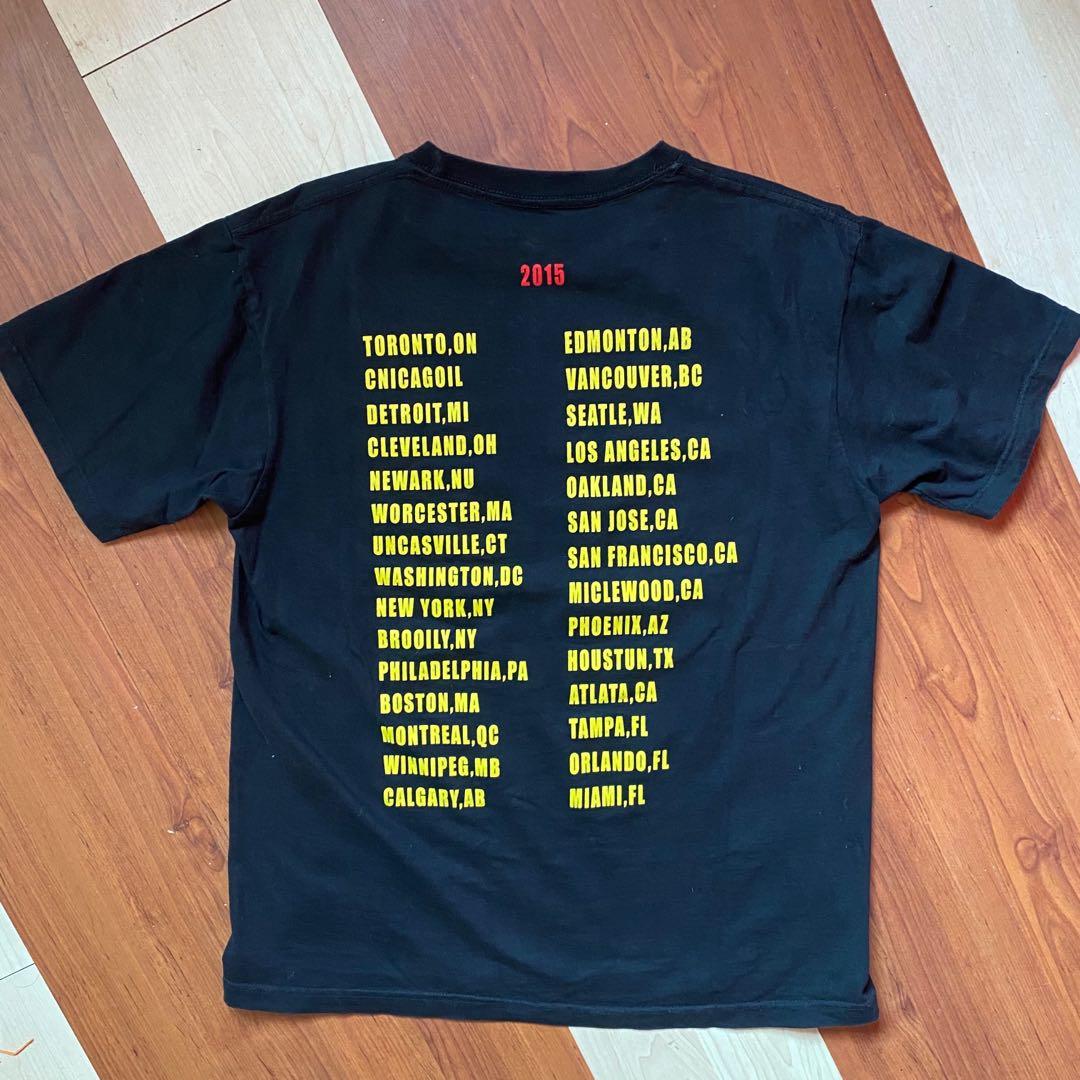 2015
TORONTO,ON
CNICAGOIL
DETROIT,MI
CLEVELAND,OH
NEWARK,NU
WORCESTER,MA
UNCASVILLE,CT
WASHINGTON,DC
NEW YORK,NY
BROOILY,NY
PHILADELPHIA,PA
BOSTON,MA
MONTREAL,QC
WINNIPEG,MB
CALGARY,AB
EDMONTON,AB
VANCOUVER,BC
SEATLE,WA
LOS ANGELES,CA
OAKLAND,CA
SAN JOSE,CA
SAN FRANCISCO,CA
MICLEWOOD,CA
PHOENIX,AZ
HOUSTUN,TX
ATLATA,CA
TAMPA,FL
ORLANDO,FL
MIAMI,FL